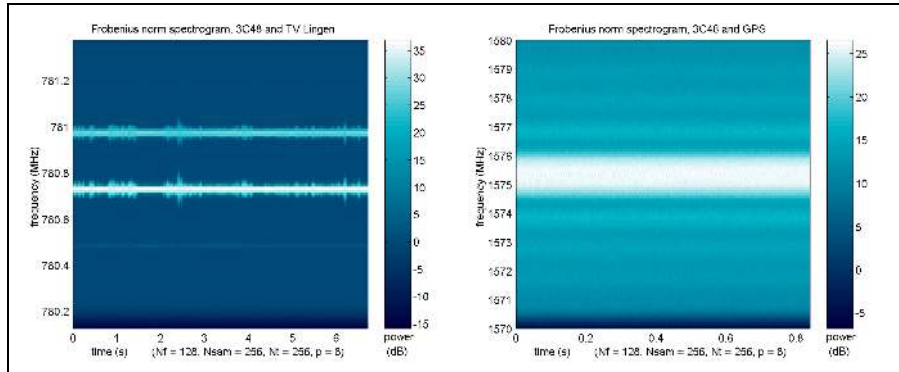 Frobenius norm spectrogram, 3C48 and TV Lingen
781.2
781
780.8
780.6
780.4
780.2
frequency (MHz)
0 1 2 3 4 5 6
time (s) (Nf = 128, Nsam = 256, Nt = 256, p = 8)
35
30
25
20
15
10
5
0
-5
-10
-15
power
(dB)
Frobenius norm spectrogram, 3C48 and GPS
1580
1579
1578
1577
1576
1575
1574
1573
1572
1571
1570
frequency (MHz)
0 0.2 0.4 0.6 0.8
time (s) (Nf = 128, Nsam = 256, Nt = 256, p = 8)
25
20
15
10
5
0
-5
power
(dB)